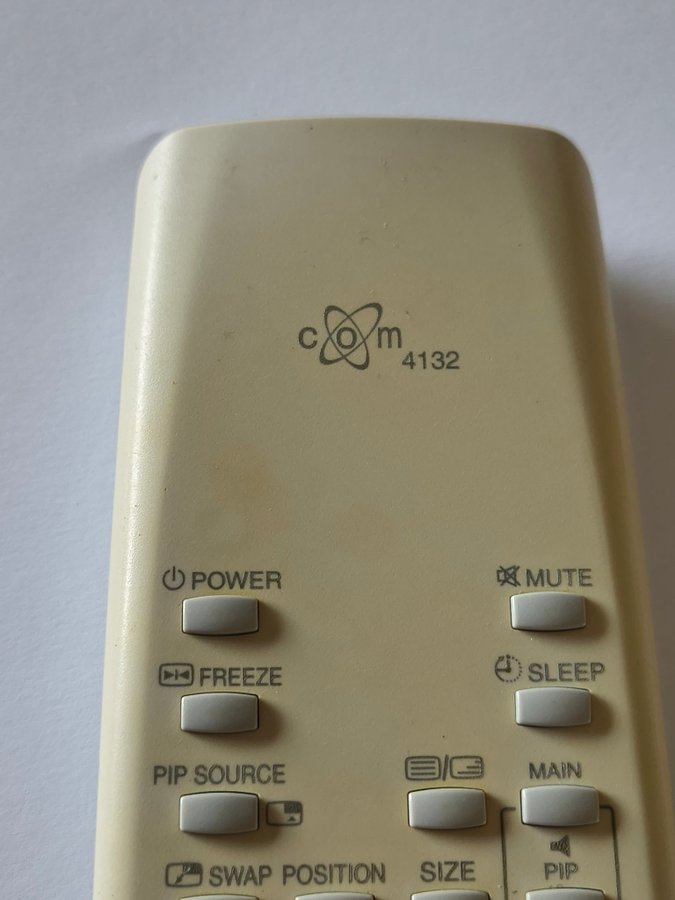 com
4132
POWER MUTE
FREEZE SLEEP
PIP SOURCE MAIN
SWAP POSITION SIZE PIP